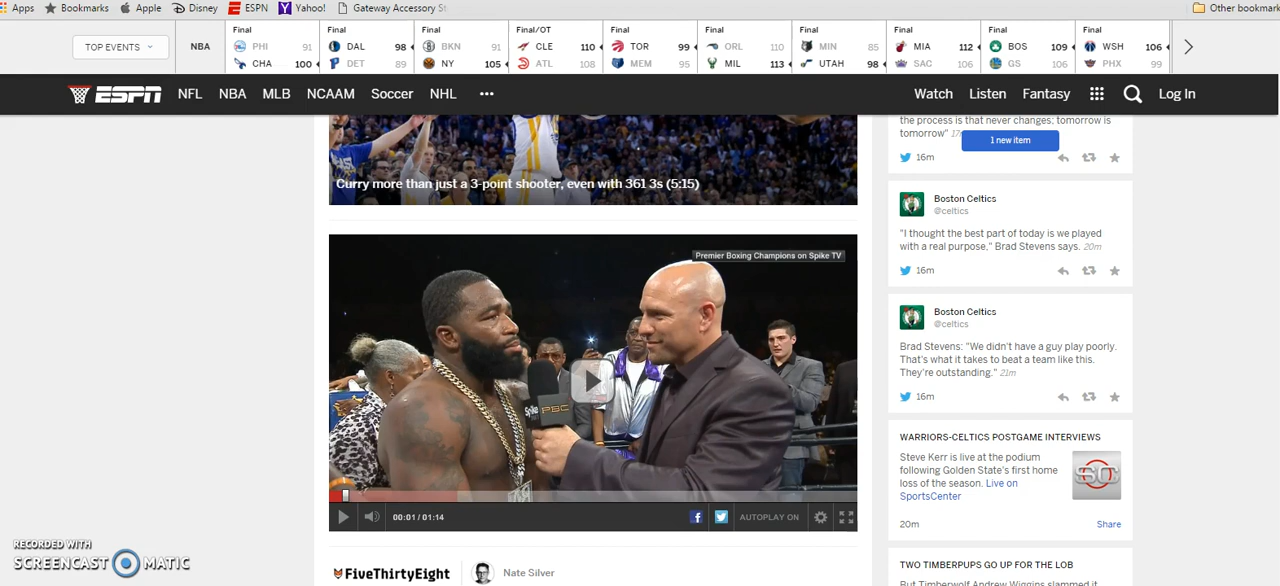 Apps Bookmarks Apple Disney ESPN Yahoo! Gateway Accessory St Other bookmark
TOP EVENTS
NBA
Final
PHI 91
CHA 100
Final
DAL 98
DET 89
Final
BKN 91
NY 105
Final/OT
CLE 110
ATL 108
Final
TOR 99
MEM 95
Final
ORL 110
MIL 113
Final
MIN 85
UTAH 98
Final
MIA 112
SAC 106
Final
BOS 109
GS 106
Final
WSH 106
PHX 99
ESPN NFL NBA MLB NCAAM Soccer NHL ••• Watch Listen Fantasy Log In
Curry more than just a 3-point shooter, even with 361 3s (5:15)
Premier Boxing Champions on Spike TV
Spike PBC
00:01 / 01:14 AUTOPLAY ON
FiveThirtyEight Nate Silver
the process is that never changes; tomorrow is
tomorrow"
1 new item
16m
Boston Celtics
@celtics
"I thought the best part of today is we played
with a real purpose," Brad Stevens says. 20m
16m
Boston Celtics
@celtics
Brad Stevens: "We didn't have a guy play poorly.
That's what it takes to beat a team like this.
They're outstanding." 21m
16m
WARRIORS-CELTICS POSTGAME INTERVIEWS
Steve Kerr is live at the podium
following Golden State's first home
loss of the season. Live on
SportsCenter
SC
20m Share
TWO TIMBERPUPS GO UP FOR THE LOB
But Timberwolf Andrew Wiggins slammed it
RECORDED WITH
SCREENCAST MATIC